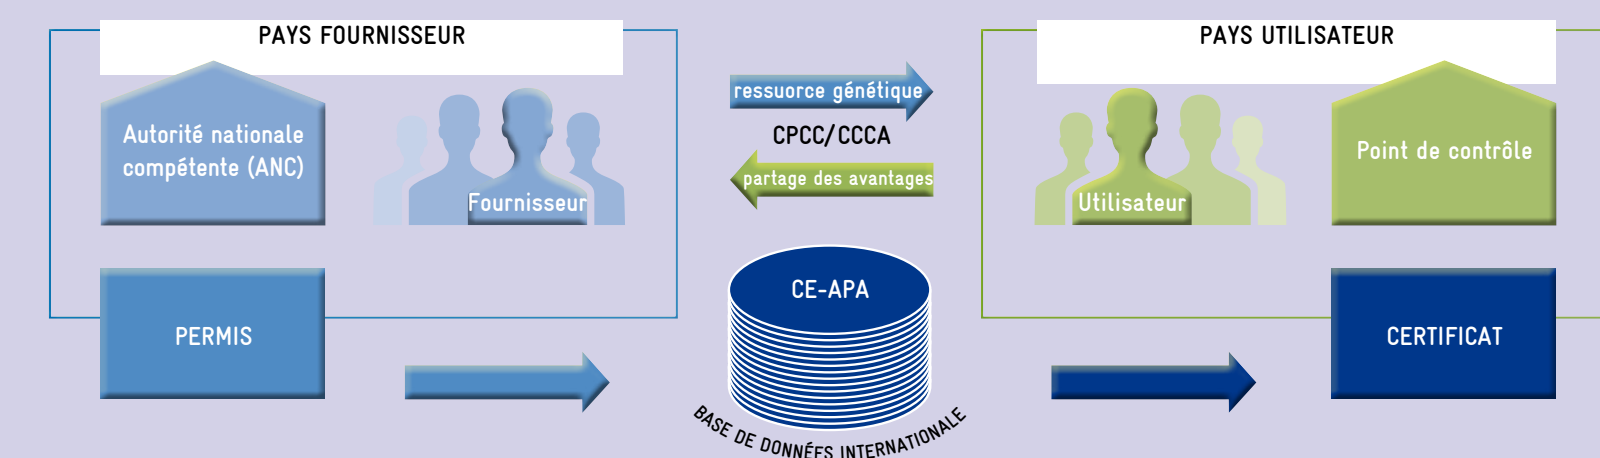 PAYS FOURNISSEUR
Autorité nationale
compétente (ANC)
Fournisseur
PERMIS
ressuorce génétique
CPCC/CCCA
partage des avantages
CE-APA
BASE DE DONNÉES INTERNATIONALE
PAYS UTILISATEUR
Utilisateur
Point de contrôle
CERTIFICAT